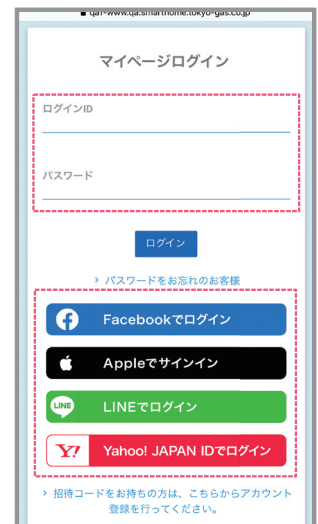 qa1-www.qa.smarthome.tokyo-gas.co.jp
マイページログイン
ログインID
パスワード
ログイン
> パスワードをお忘れのお客様
Facebookでログイン
Appleでサインイン
LINE LINEでログイン
Y! Yahoo! JAPAN IDでログイン
> 招待コードをお持ちの方は、こちらからアカウント
登録を行ってください。